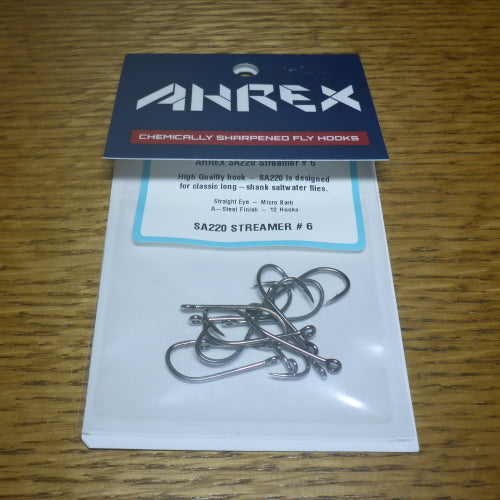 AHREX
CHEMICALLY SHARPENED FLY HOOKS
AHREX SA220 STREAMER # 6
High Quality hook – SA220 is designed
for classic long – shank saltwater flies.
Straight Eye – Micro Barb
A – Steel Finish – 12 Hooks
SA220 STREAMER # 6